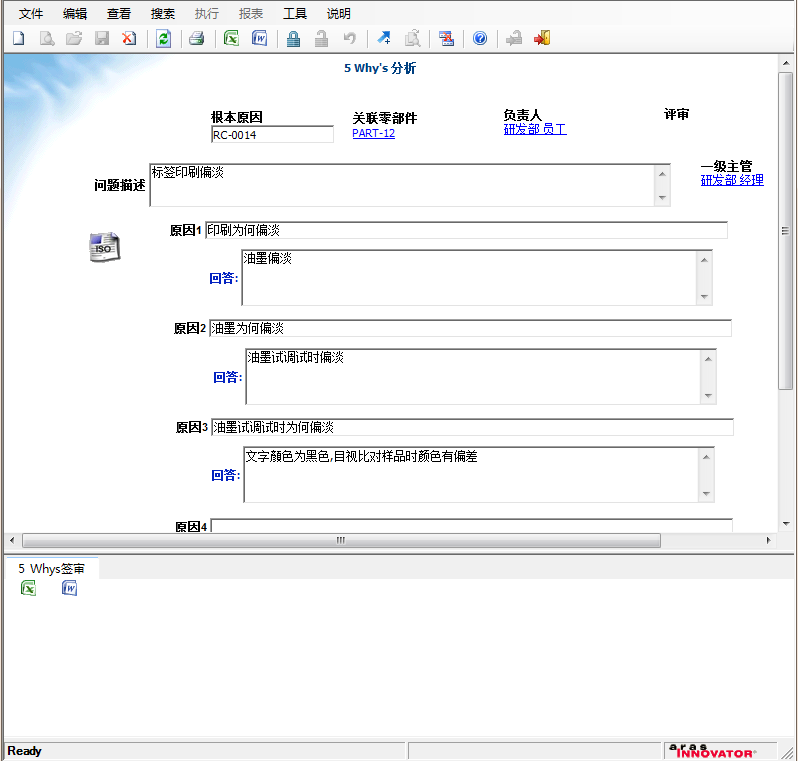 文件 编辑 查看 搜索 执行 报表 工具 说明
5 Why's 分析
根本原因 关联零部件 负责人 评审
RC-0014 PART-12 研发部 员工
问题描述 标签印刷偏淡 一级主管
研发部 经理
原因1 印刷为何偏淡
ISO
回答: 油墨偏淡
原因2 油墨为何偏淡
回答: 油墨试调试时偏淡
原因3 油墨试调试时为何偏淡
回答: 文字颜色为黑色,目视比对样品时颜色有偏差
原因4
5 Whys签审
Ready
aras INNOVATOR